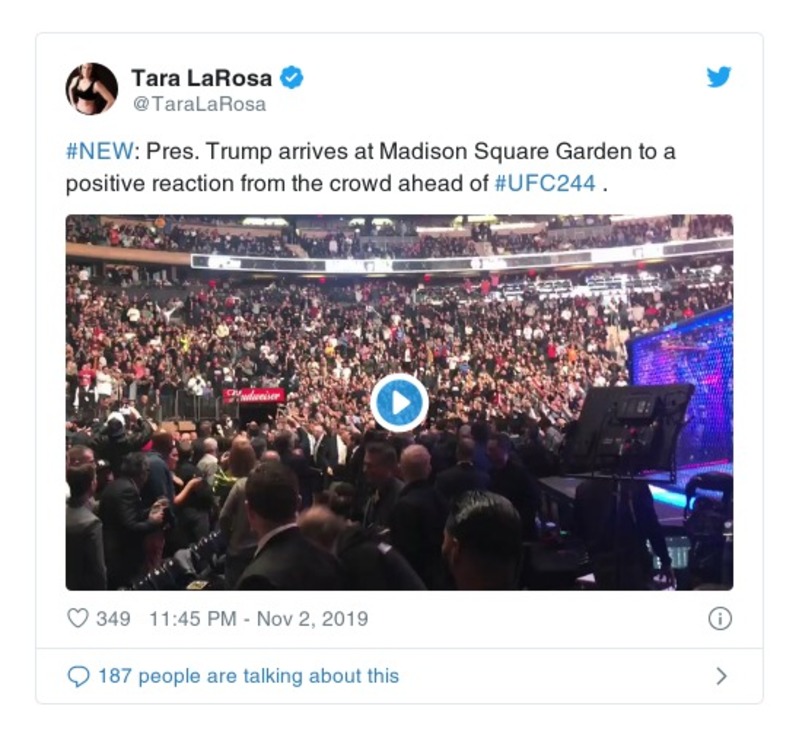 Tara LaRosa
@TaraLaRosa
#NEW: Pres. Trump arrives at Madison Square Garden to a
positive reaction from the crowd ahead of #UFC244 .
Budweiser
349 11:45 PM - Nov 2, 2019
187 people are talking about this